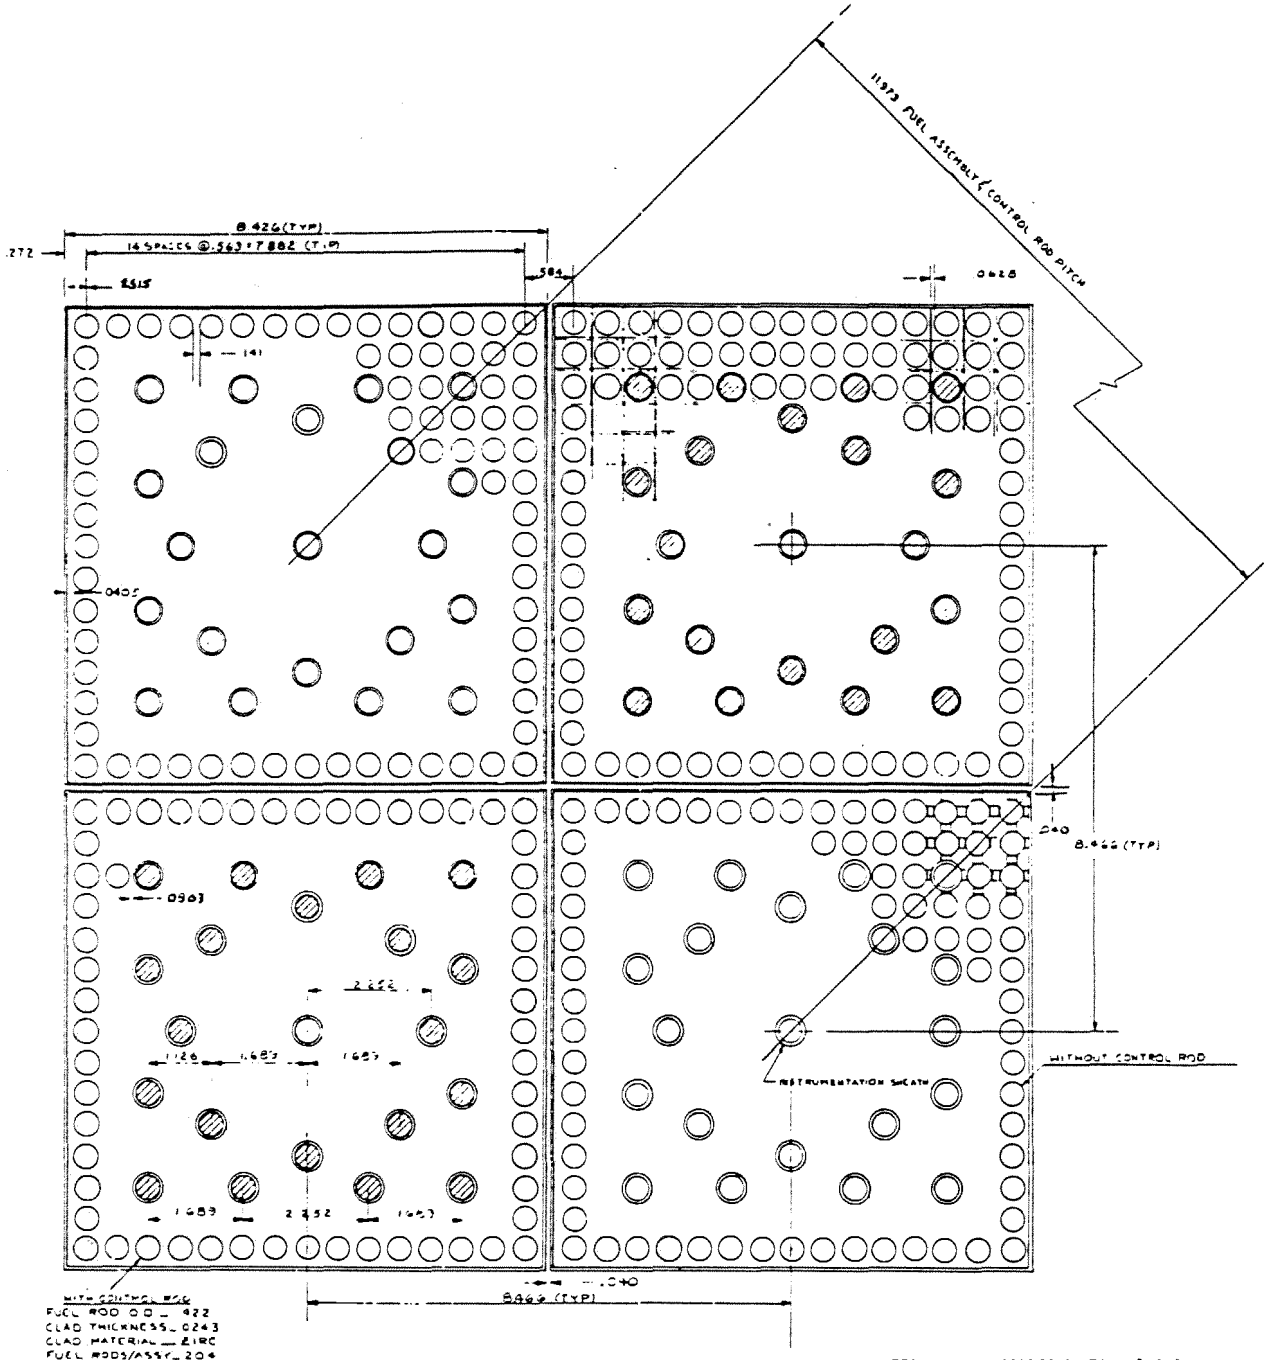 11.973 FUEL ASSEMBLY & CONTROL ROD PITCH
8.426 (TYP)
.272
14 SPACES @ .563 = 7.882 (TYP)
.584
.0628
.2515
.141
.0405
.040
8.466 (TYP)
.0903
2.252
1.126
1.689
1.689
INSTRUMENTATION SHEATH
WITHOUT CONTROL ROD
1.689
2.252
1.689
.040
8.466 (TYP)
WITH CONTROL ROD
FUEL ROD O.D. .422
CLAD THICKNESS .0243
CLAD MATERIAL ZIRC
FUEL RODS/ASSY 204